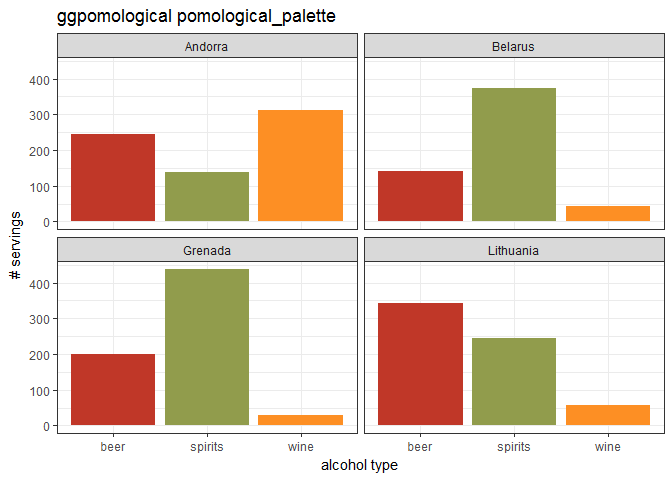 ggpomological pomological_palette
Andorra
Belarus
400
300
200
100
0
# servings
Grenada
Lithuania
400
300
200
100
0
beer spirits wine
beer spirits wine
alcohol type